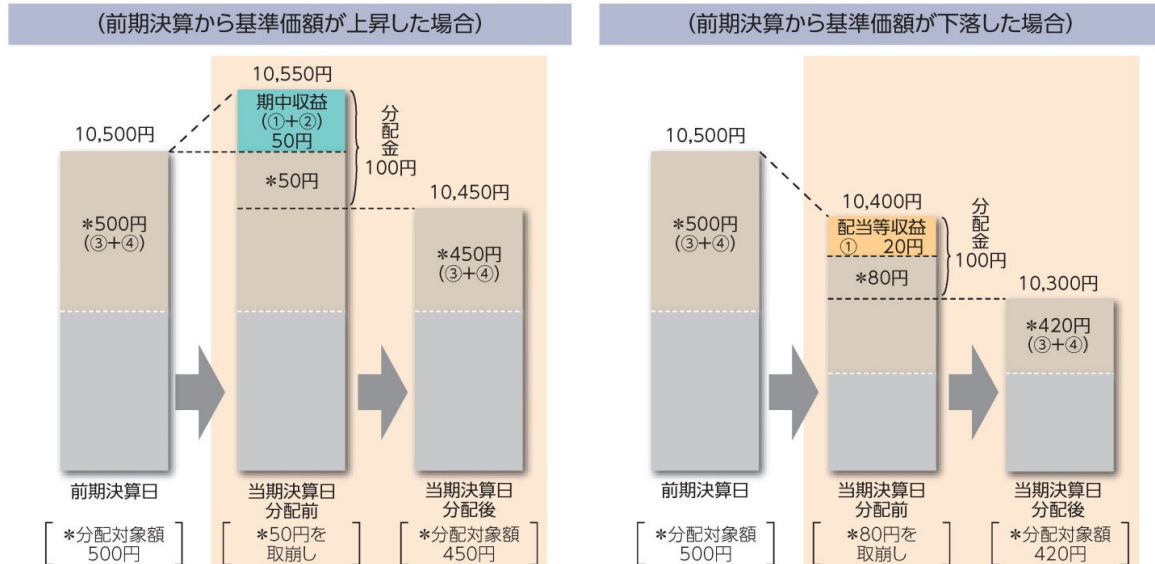 (前期決算から基準価額が上昇した場合)
10,500円
*500円
(③+④)
10,550円
期中収益
(①+②)
50円
*50円
分配金
100円
10,450円
*450円
(③+④)
前期決算日
当期決算日
分配前
当期決算日
分配後
*分配対象額
500円
*50円を
取崩し
*分配対象額
450円
(前期決算から基準価額が下落した場合)
10,500円
*500円
(③+④)
10,400円
配当等収益
① 20円
*80円
分配金
100円
10,300円
*420円
(③+④)
前期決算日
当期決算日
分配前
当期決算日
分配後
*分配対象額
500円
*80円を
取崩し
*分配対象額
420円